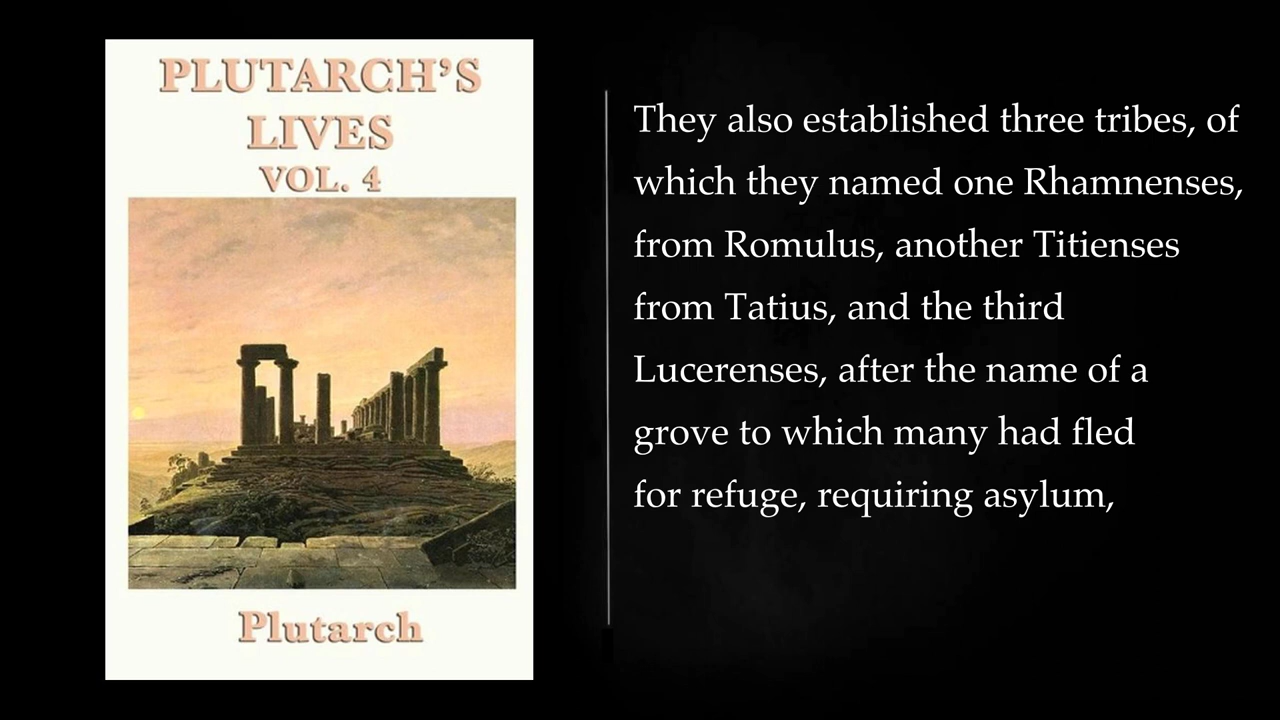 PLUTARCH'S
LIVES
VOL. 4
Plutarch
They also established three tribes, of
which they named one Rhamnenses,
from Romulus, another Titienses
from Tatius, and the third
Lucerenses, after the name of a
grove to which many had fled
for refuge, requiring asylum,